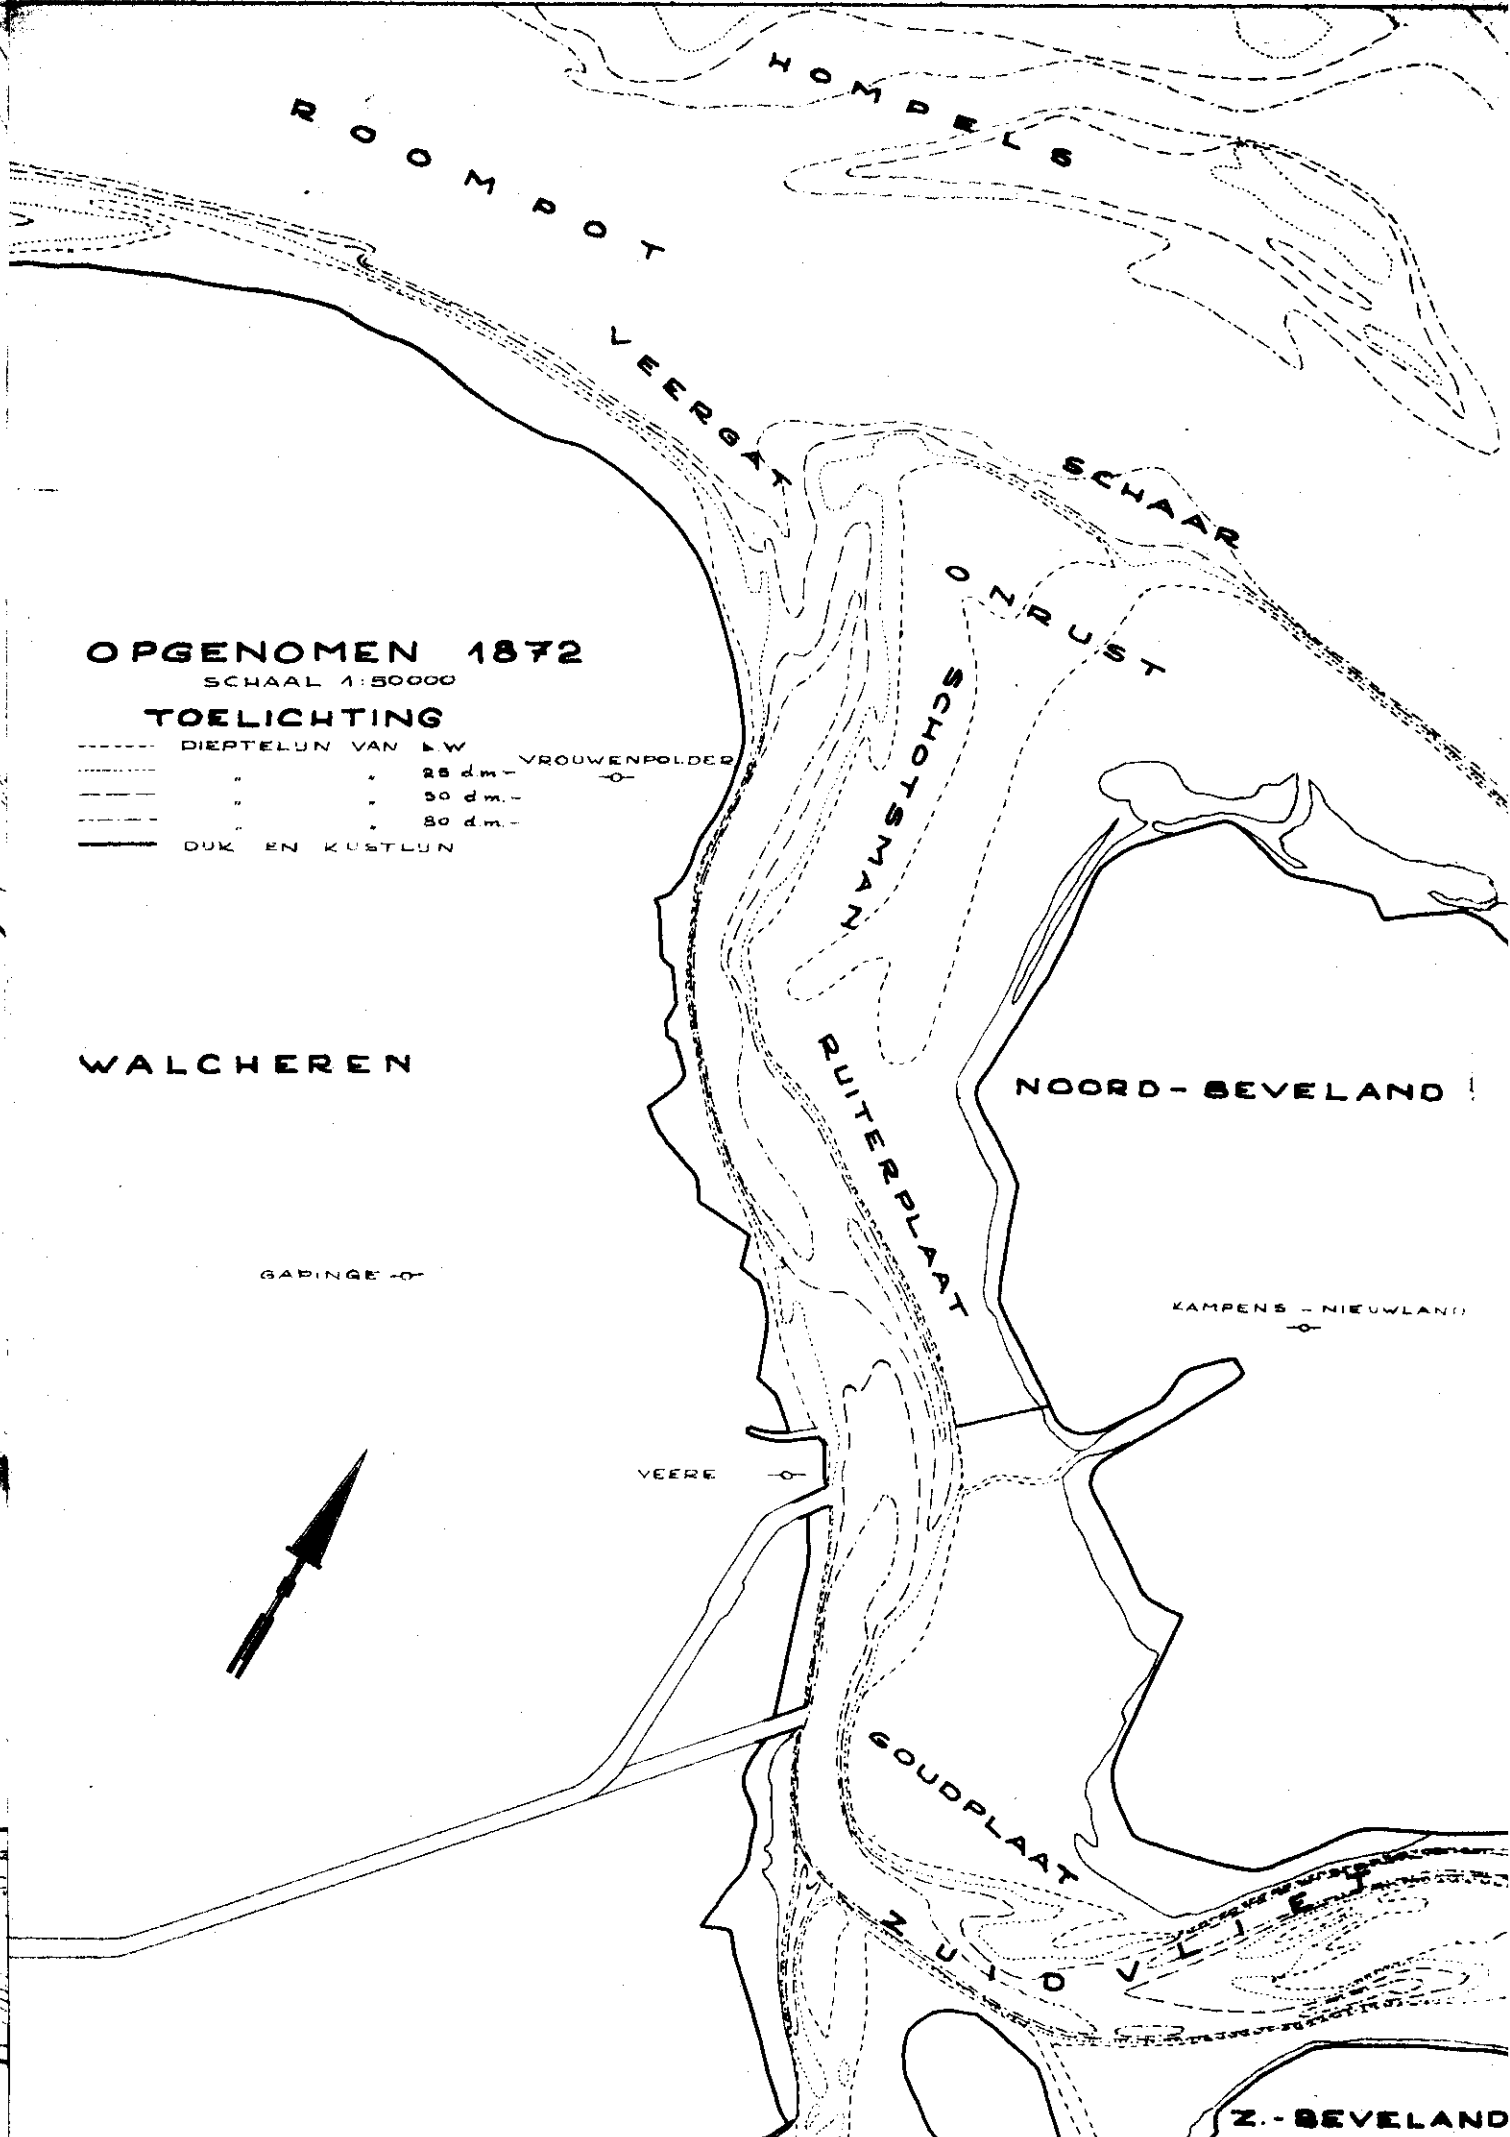 HOMPELS
ROOMPOT
VEERGAT
SCHAAR
ONRUST
OPGENOMEN 1872
SCHAAL 1:50000
TOELICHTING
DIEPTELIJN VAN L.W
" " 25 d.m-
" " 50 d.m.-
" " 80 d.m.-
DIJK EN KUSTLIJN
VROUWENPOLDER
SCHOTSMAN
WALCHEREN
RUITERPLAAT
NOORD-BEVELAND
GAPINGE
KAMPENS - NIEUWLAND
VEERE
GOUDPLAAT
ZUIDVLIET
Z.-BEVELAND